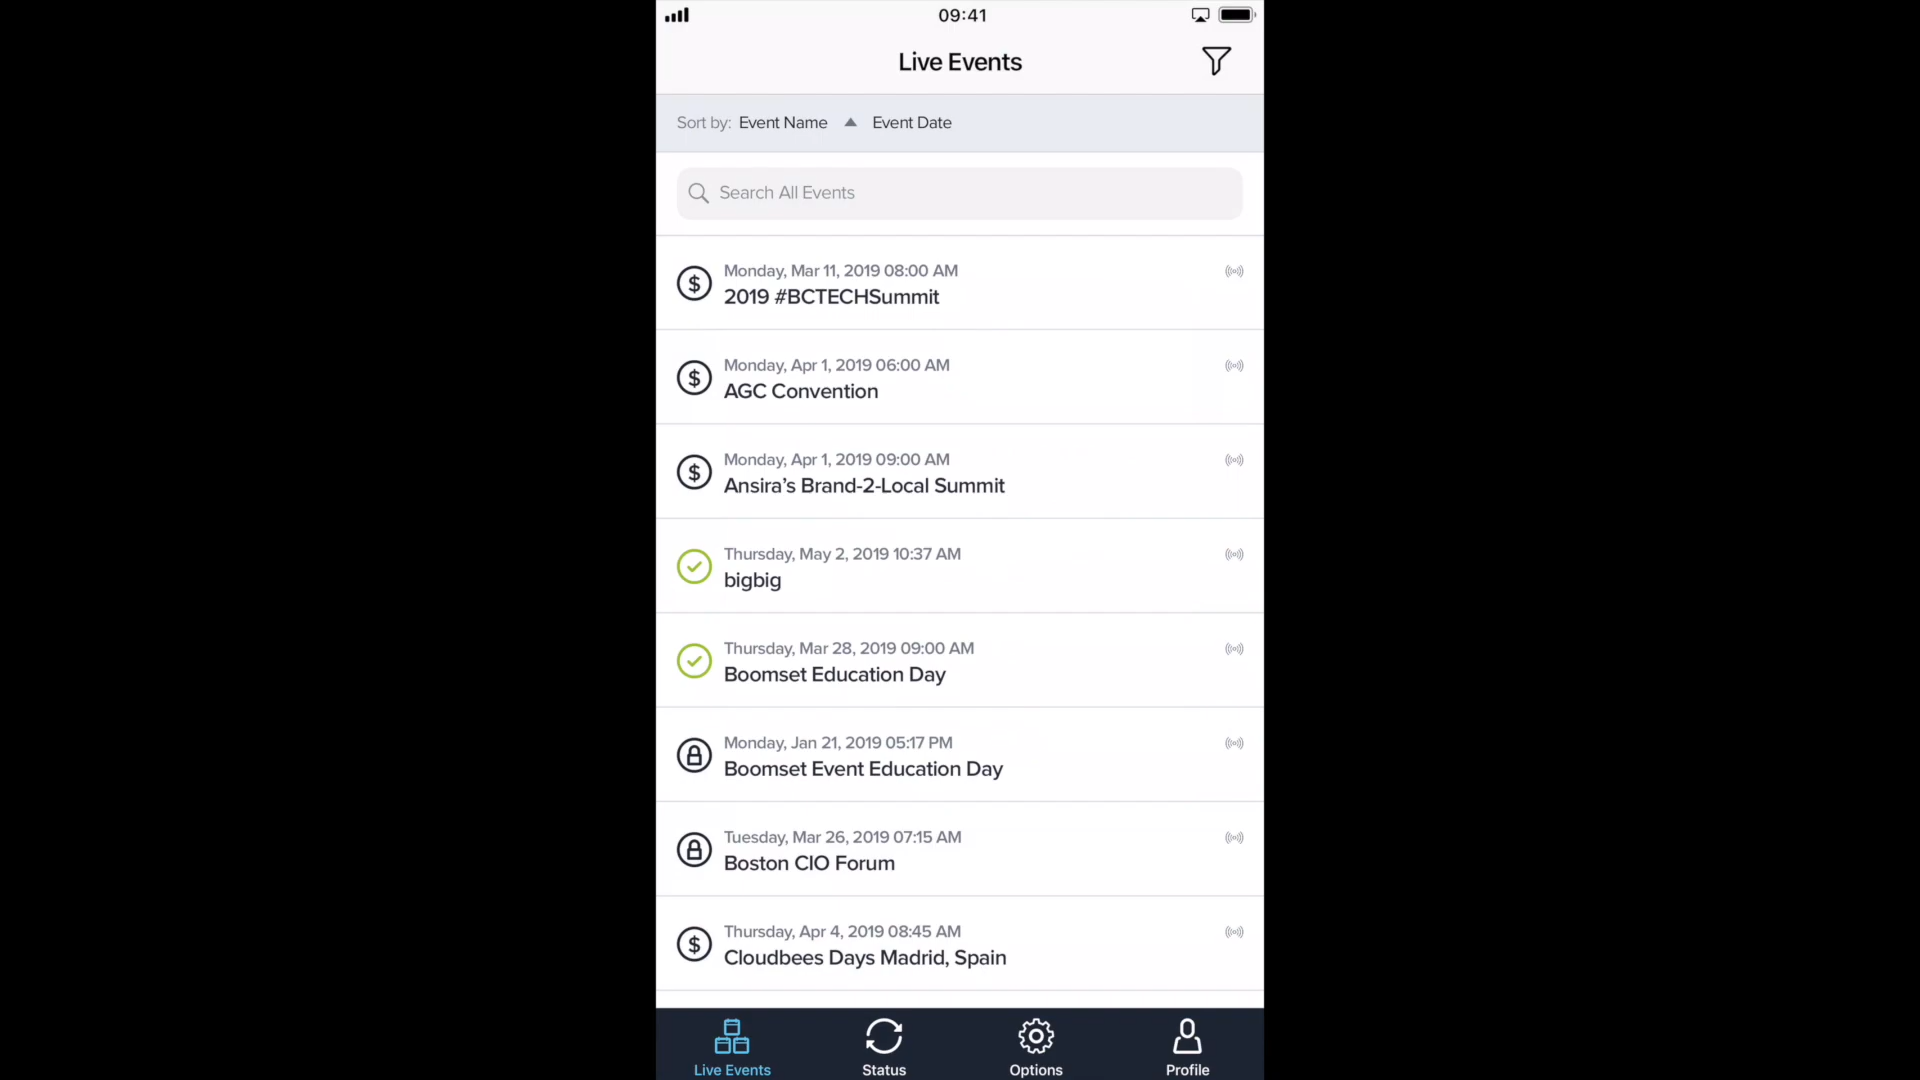 09:41
Live Events
Sort by: Event Name ▲ Event Date
Search All Events
Monday, Mar 11, 2019 08:00 AM
2019 #BCTECHSummit
Monday, Apr 1, 2019 06:00 AM
AGC Convention
Monday, Apr 1, 2019 09:00 AM
Ansira's Brand-2-Local Summit
Thursday, May 2, 2019 10:37 AM
bigbig
Thursday, Mar 28, 2019 09:00 AM
Boomset Education Day
Monday, Jan 21, 2019 05:17 PM
Boomset Event Education Day
Tuesday, Mar 26, 2019 07:15 AM
Boston CIO Forum
Thursday, Apr 4, 2019 08:45 AM
Cloudbees Days Madrid, Spain
Live Events Status Options Profile